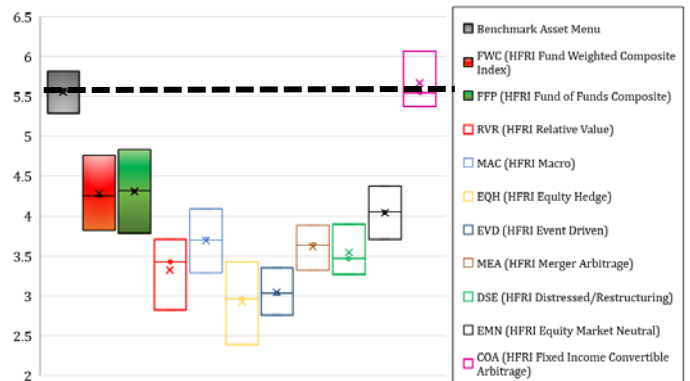 6.5
6
5.5
5
4.5
4
3.5
3
2.5
2
Benchmark Asset Menu
FWC (HFRI Fund Weighted Composite
Index)
FFP (HFRI Fund of Funds Composite)
RVR (HFRI Relative Value)
MAC (HFRI Macro)
EQH (HFRI Equity Hedge)
EVD (HFRI Event Driven)
MEA (HFRI Merger Arbitrage)
DSE (HFRI Distressed/Restructuring)
EMN (HFRI Equity Market Neutral)
COA (HFRI Fixed Income Convertible
Arbitrage)